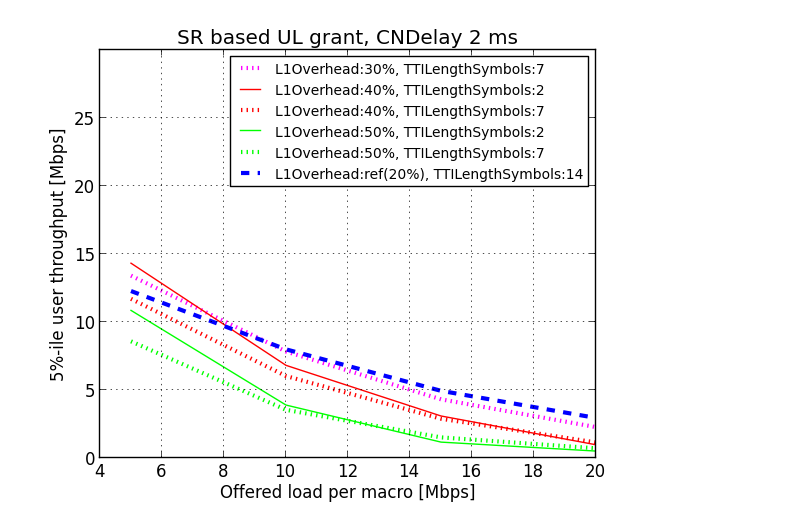 SR based UL grant, CNDelay 2 ms
L1Overhead:30%, TTILengthSymbols:7
L1Overhead:40%, TTILengthSymbols:2
L1Overhead:40%, TTILengthSymbols:7
L1Overhead:50%, TTILengthSymbols:2
L1Overhead:50%, TTILengthSymbols:7
L1Overhead:ref(20%), TTILengthSymbols:14
5%-ile user throughput [Mbps]
25
20
15
10
5
0
4 6 8 10 12 14 16 18 20
Offered load per macro [Mbps]